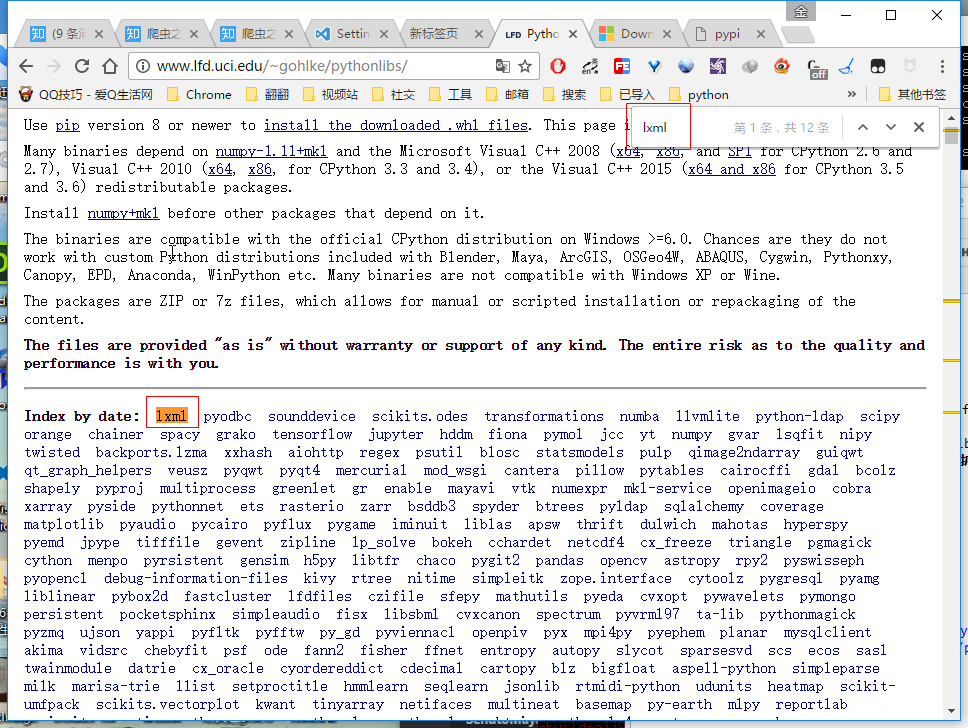 金
(9 条消
爬虫之
爬虫之
Settin
新标签页
LFD Pytho
Down
pypi
www.lfd.uci.edu/~gohlke/pythonlibs/
off
QQ技巧 - 爱Q生活网 Chrome 翻翻 视频站 社交 工具 邮箱 搜索 已导入 python » 其他书签
lxml 第 1 条，共 12 条
Use pip version 8 or newer to install the downloaded .whl files. This page i
Many binaries depend on numpy-1.11+mkl and the Microsoft Visual C++ 2008 (x64, x86, and SP1 for CPython 2.6 and
2.7), Visual C++ 2010 (x64, x86, for CPython 3.3 and 3.4), or the Visual C++ 2015 (x64 and x86 for CPython 3.5
and 3.6) redistributable packages.
Install numpy+mkl before other packages that depend on it.
The binaries are compatible with the official CPython distribution on Windows >=6.0. Chances are they do not
work with custom Python distributions included with Blender, Maya, ArcGIS, OSGeo4W, ABAQUS, Cygwin, Pythonxy,
Canopy, EPD, Anaconda, WinPython etc. Many binaries are not compatible with Windows XP or Wine.
The packages are ZIP or 7z files, which allows for manual or scripted installation or repackaging of the
content.
The files are provided "as is" without warranty or support of any kind. The entire risk as to the quality and
performance is with you.
Index by date: lxml pyodbc sounddevice scikits.odes transformations numba llvmlite python-ldap scipy
orange chainer spacy grako tensorflow jupyter hddm fiona pymol jcc yt numpy gvar lsqfit nipy
twisted backports.lzma xxhash aiohttp regex psutil blosc statsmodels pulp qimage2ndarray guiqwt
qt_graph_helpers veusz pyqwt pyqt4 mercurial mod_wsgi cantera pillow pytables cairocffi gdal bcolz
shapely pyproj multiprocess greenlet gr enable mayavi vtk numexpr mkl-service openimageio cobra
xarray pyside pythonnet ets rasterio zarr bsddb3 spyder btrees pyldap sqlalchemy coverage
matplotlib pyaudio pycairo pyflux pygame iminuit liblas apsw thrift dulwich mahotas hyperspy
pyemd jpype tifffile gevent zipline lp_solve bokeh cchardet netcdf4 cx_freeze triangle pgmagick
cython menpo pyrsistent gensim h5py libtfr chaco pygit2 pandas opencv astropy rpy2 pyswisseph
pyopencl debug-information-files kivy rtree nitime simpleitk zope.interface cytoolz pygresql pyamg
liblinear pybox2d fastcluster lfdfiles czifile sfepy mathutils pyeda cvxopt pywavelets pymongo
persistent pocketsphinx simpleaudio fisx libsbml cvxcanon spectrum pyvrml97 ta-lib pythonmagick
pyzmq ujson yappi pyfltk pyfftw py_gd pyviennacl openpiv pyx mpi4py pyephem planar mysqlclient
akima vidsrc chebyfit psf ode fann2 fisher ffnet entropy autopy slycot sparsesvd scs ecos sasl
twainmodule datrie cx_oracle cyordereddict cdecimal cartopy blz bigfloat aspell-python simpleparse
milk marisa-trie llist setproctitle hmmlearn seqlearn jsonlib rtmidi-python udunits heatmap scikit-
umfpack scikits.vectorplot kwant tinyarray netifaces multineat basemap py-earth mlpy reportlab